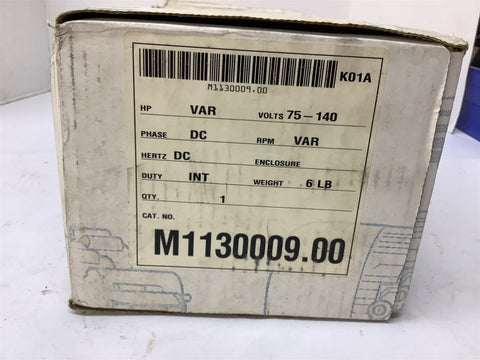 K01A
M1130009.00
HP VAR VOLTS 75-140
PHASE DC RPM VAR
HERTZ DC ENCLOSURE
DUTY INT WEIGHT 6 LB
QTY. 1
CAT. NO.
M1130009.00